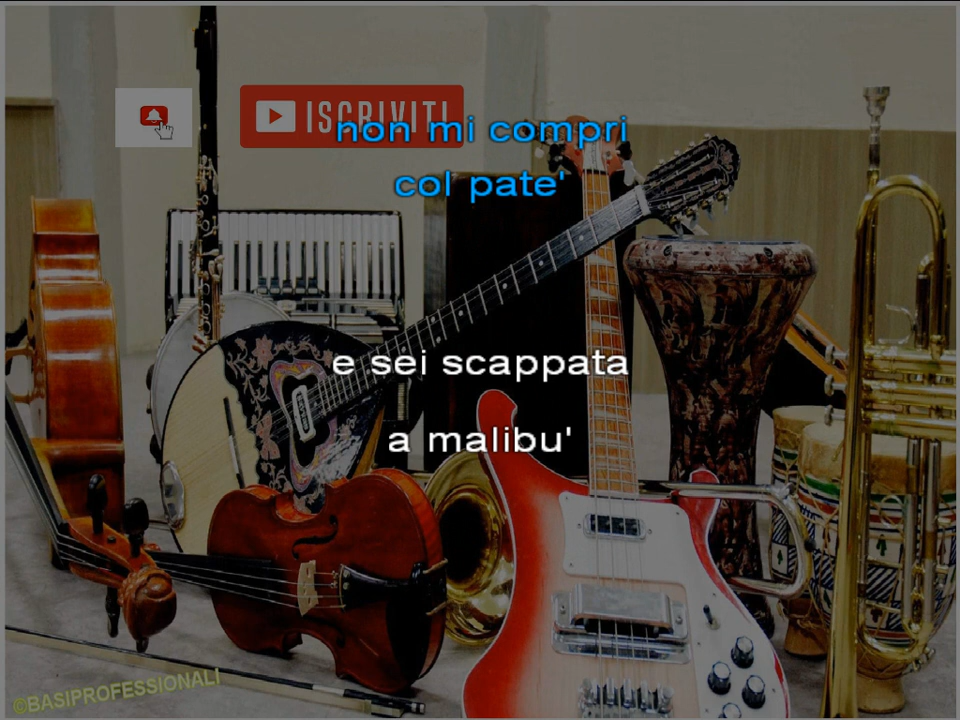 ISCRIVITI
non mi compri
col pate'
e sei scappata
a malibu'
©BASIPROFESSIONALI